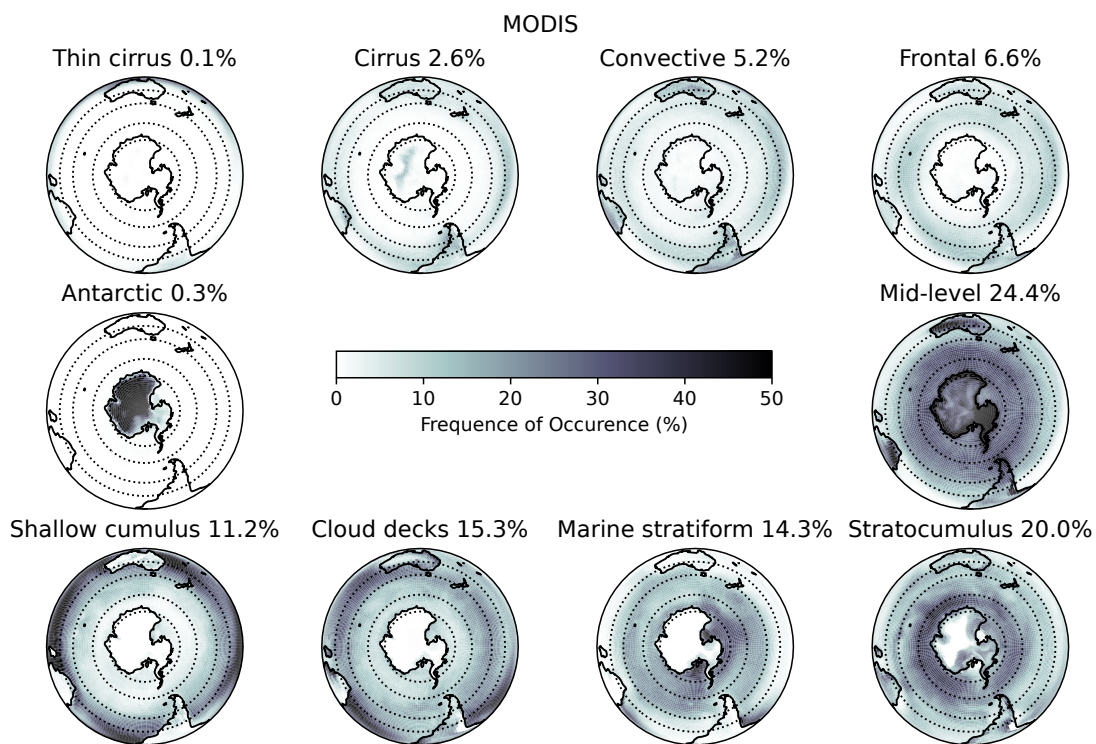 MODIS
Thin cirrus 0.1%
Cirrus 2.6%
Convective 5.2%
Frontal 6.6%
Antarctic 0.3%
Mid-level 24.4%
0 10 20 30 40 50
Frequence of Occurence (%)
Shallow cumulus 11.2%
Cloud decks 15.3%
Marine stratiform 14.3%
Stratocumulus 20.0%